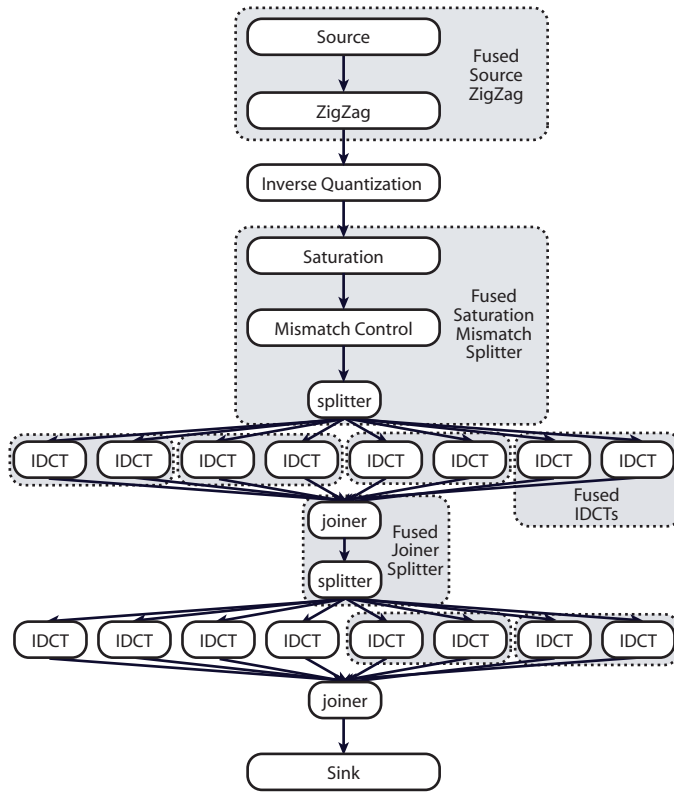 Source
Fused
Source
ZigZag
ZigZag
Inverse Quantization
Saturation
Fused
Saturation
Mismatch
Splitter
Mismatch Control
splitter
IDCT IDCT IDCT IDCT IDCT IDCT IDCT IDCT
Fused
IDCTs
joiner
Fused
Joiner
Splitter
splitter
IDCT IDCT IDCT IDCT IDCT IDCT IDCT IDCT
joiner
Sink